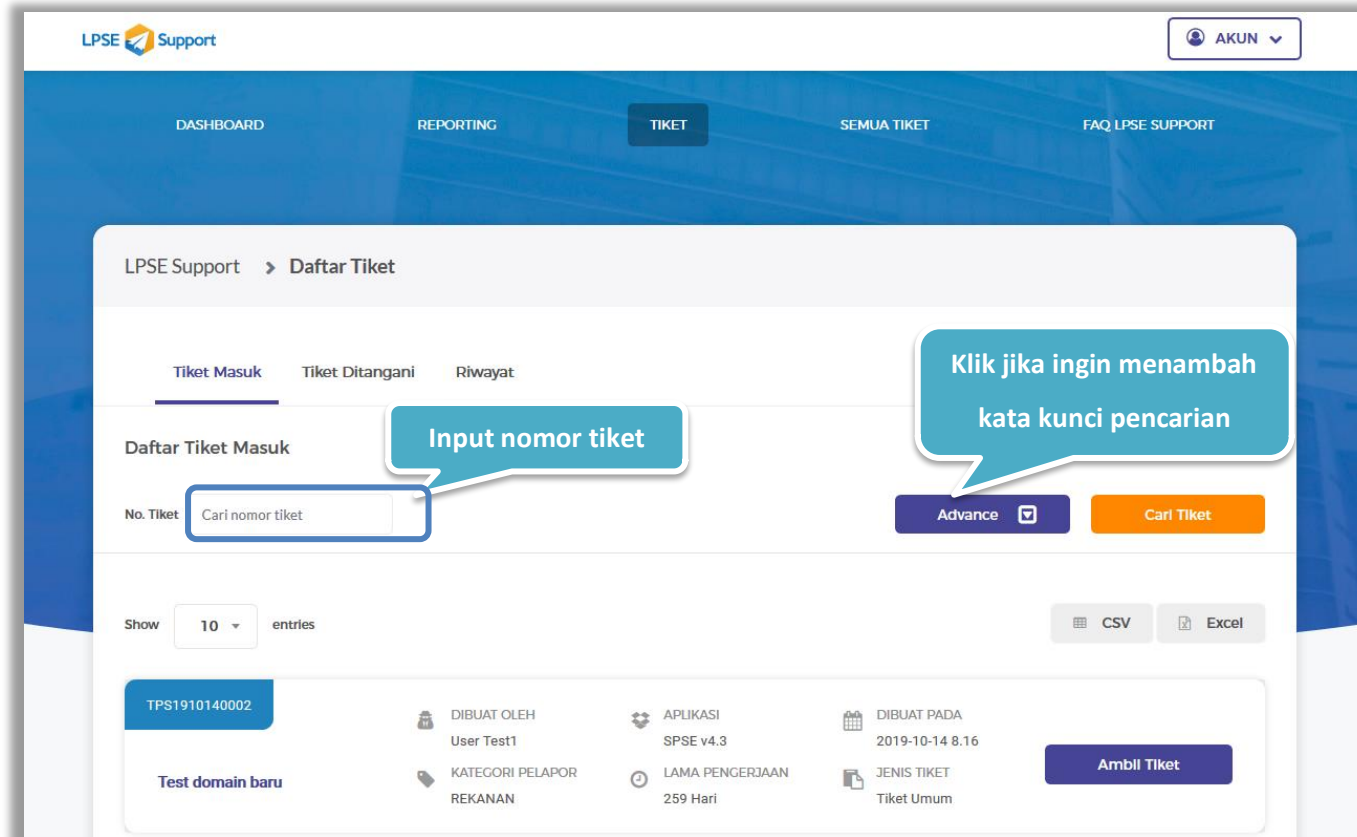 LPSE Support
AKUN
DASHBOARD REPORTING TIKET SEMUA TIKET FAQ LPSE SUPPORT
LPSE Support > Daftar Tiket
Tiket Masuk Tiket Ditangani Riwayat
Klik jika ingin menambah
kata kunci pencarian
Input nomor tiket
Daftar Tiket Masuk
No. Tiket Cari nomor tiket Advance Cari Tiket
Show 10 entries CSV Excel
TPS1910140002
Test domain baru
DIBUAT OLEH
User Test1
KATEGORI PELAPOR
REKANAN
APLIKASI
SPSE v4.3
LAMA PENGERJAAN
259 Hari
DIBUAT PADA
2019-10-14 8.16
JENIS TIKET
Tiket Umum
Ambil Tiket